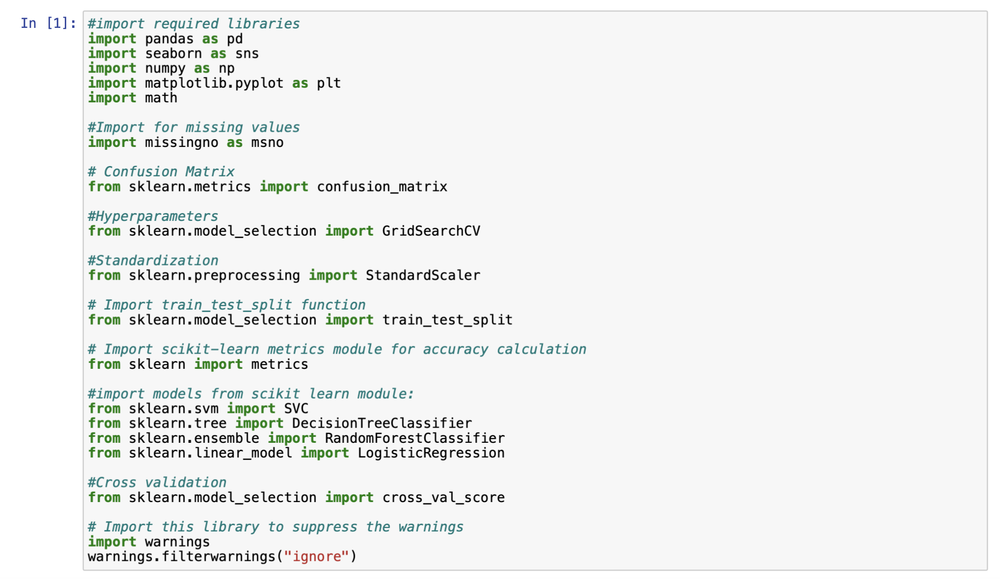 In [1]:
#import required libraries
import pandas as pd
import seaborn as sns
import numpy as np
import matplotlib.pyplot as plt
import math
#Import for missing values
import missingno as msno
# Confusion Matrix
from sklearn.metrics import confusion_matrix
#Hyperparameters
from sklearn.model_selection import GridSearchCV
#Standardization
from sklearn.preprocessing import StandardScaler
# Import train_test_split function
from sklearn.model_selection import train_test_split
# Import scikit-learn metrics module for accuracy calculation
from sklearn import metrics
#import models from scikit learn module:
from sklearn.svm import SVC
from sklearn.tree import DecisionTreeClassifier
from sklearn.ensemble import RandomForestClassifier
from sklearn.linear_model import LogisticRegression
#Cross validation
from sklearn.model_selection import cross_val_score
# Import this library to suppress the warnings
import warnings
warnings.filterwarnings("ignore")